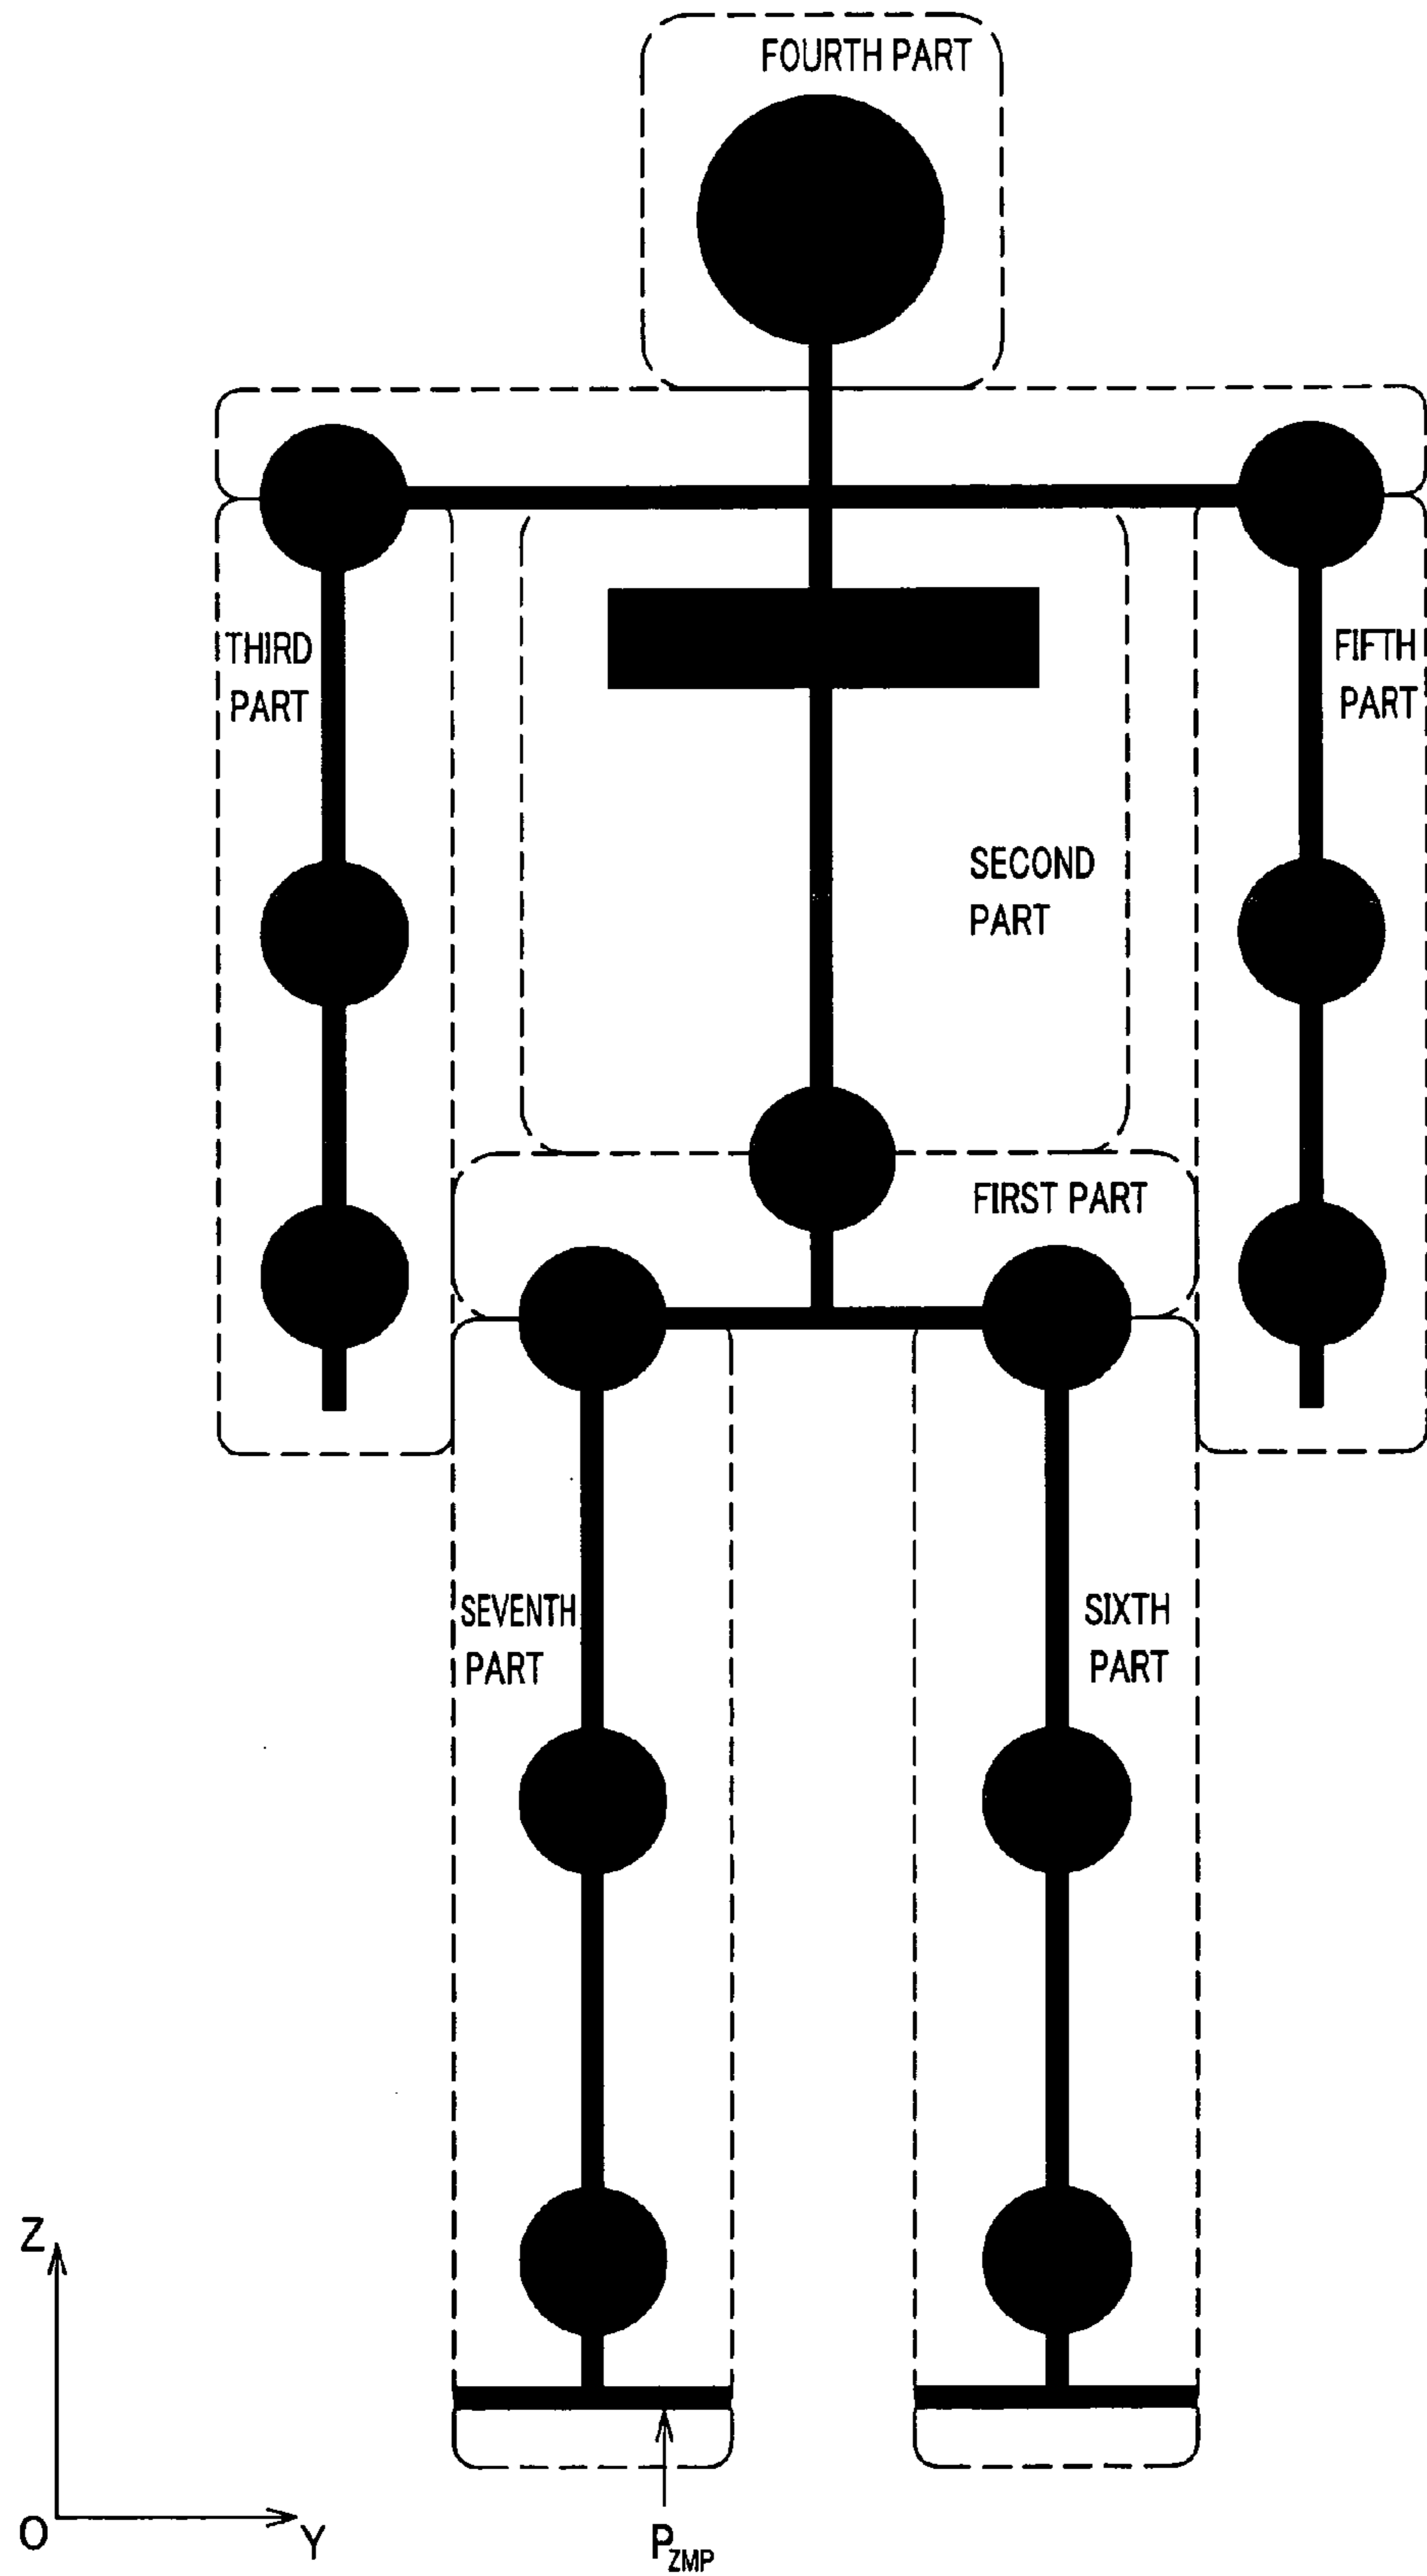 FOURTH PART
THIRD
PART
FIFTH
PART
SECOND
PART
FIRST PART
SEVENTH
PART
SIXTH
PART
Z
O
Y
PZMP